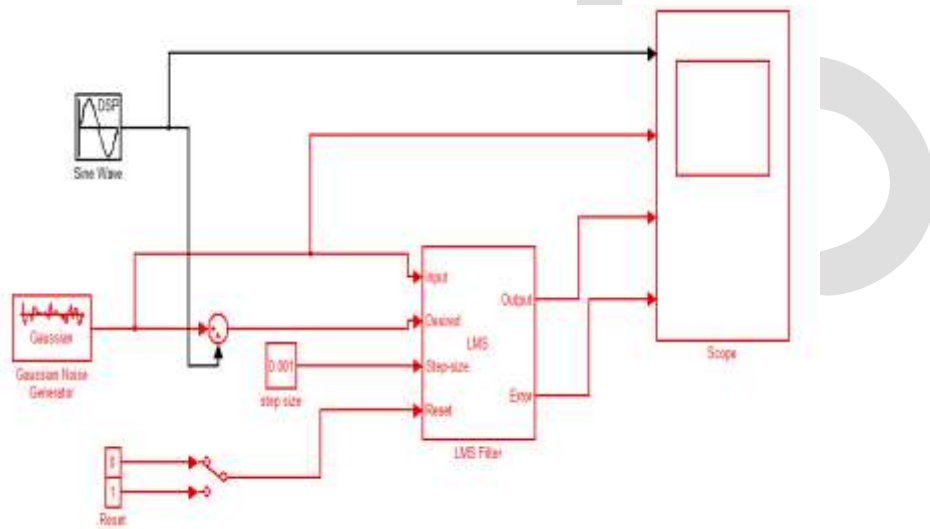 DSP
Sine Wave
Gaussian
Gaussian Noise
Generator
0.001
step size
0
1
Reset
Input
Desired
Step-size
Reset
LMS
Output
Error
LMS Filter
Scope